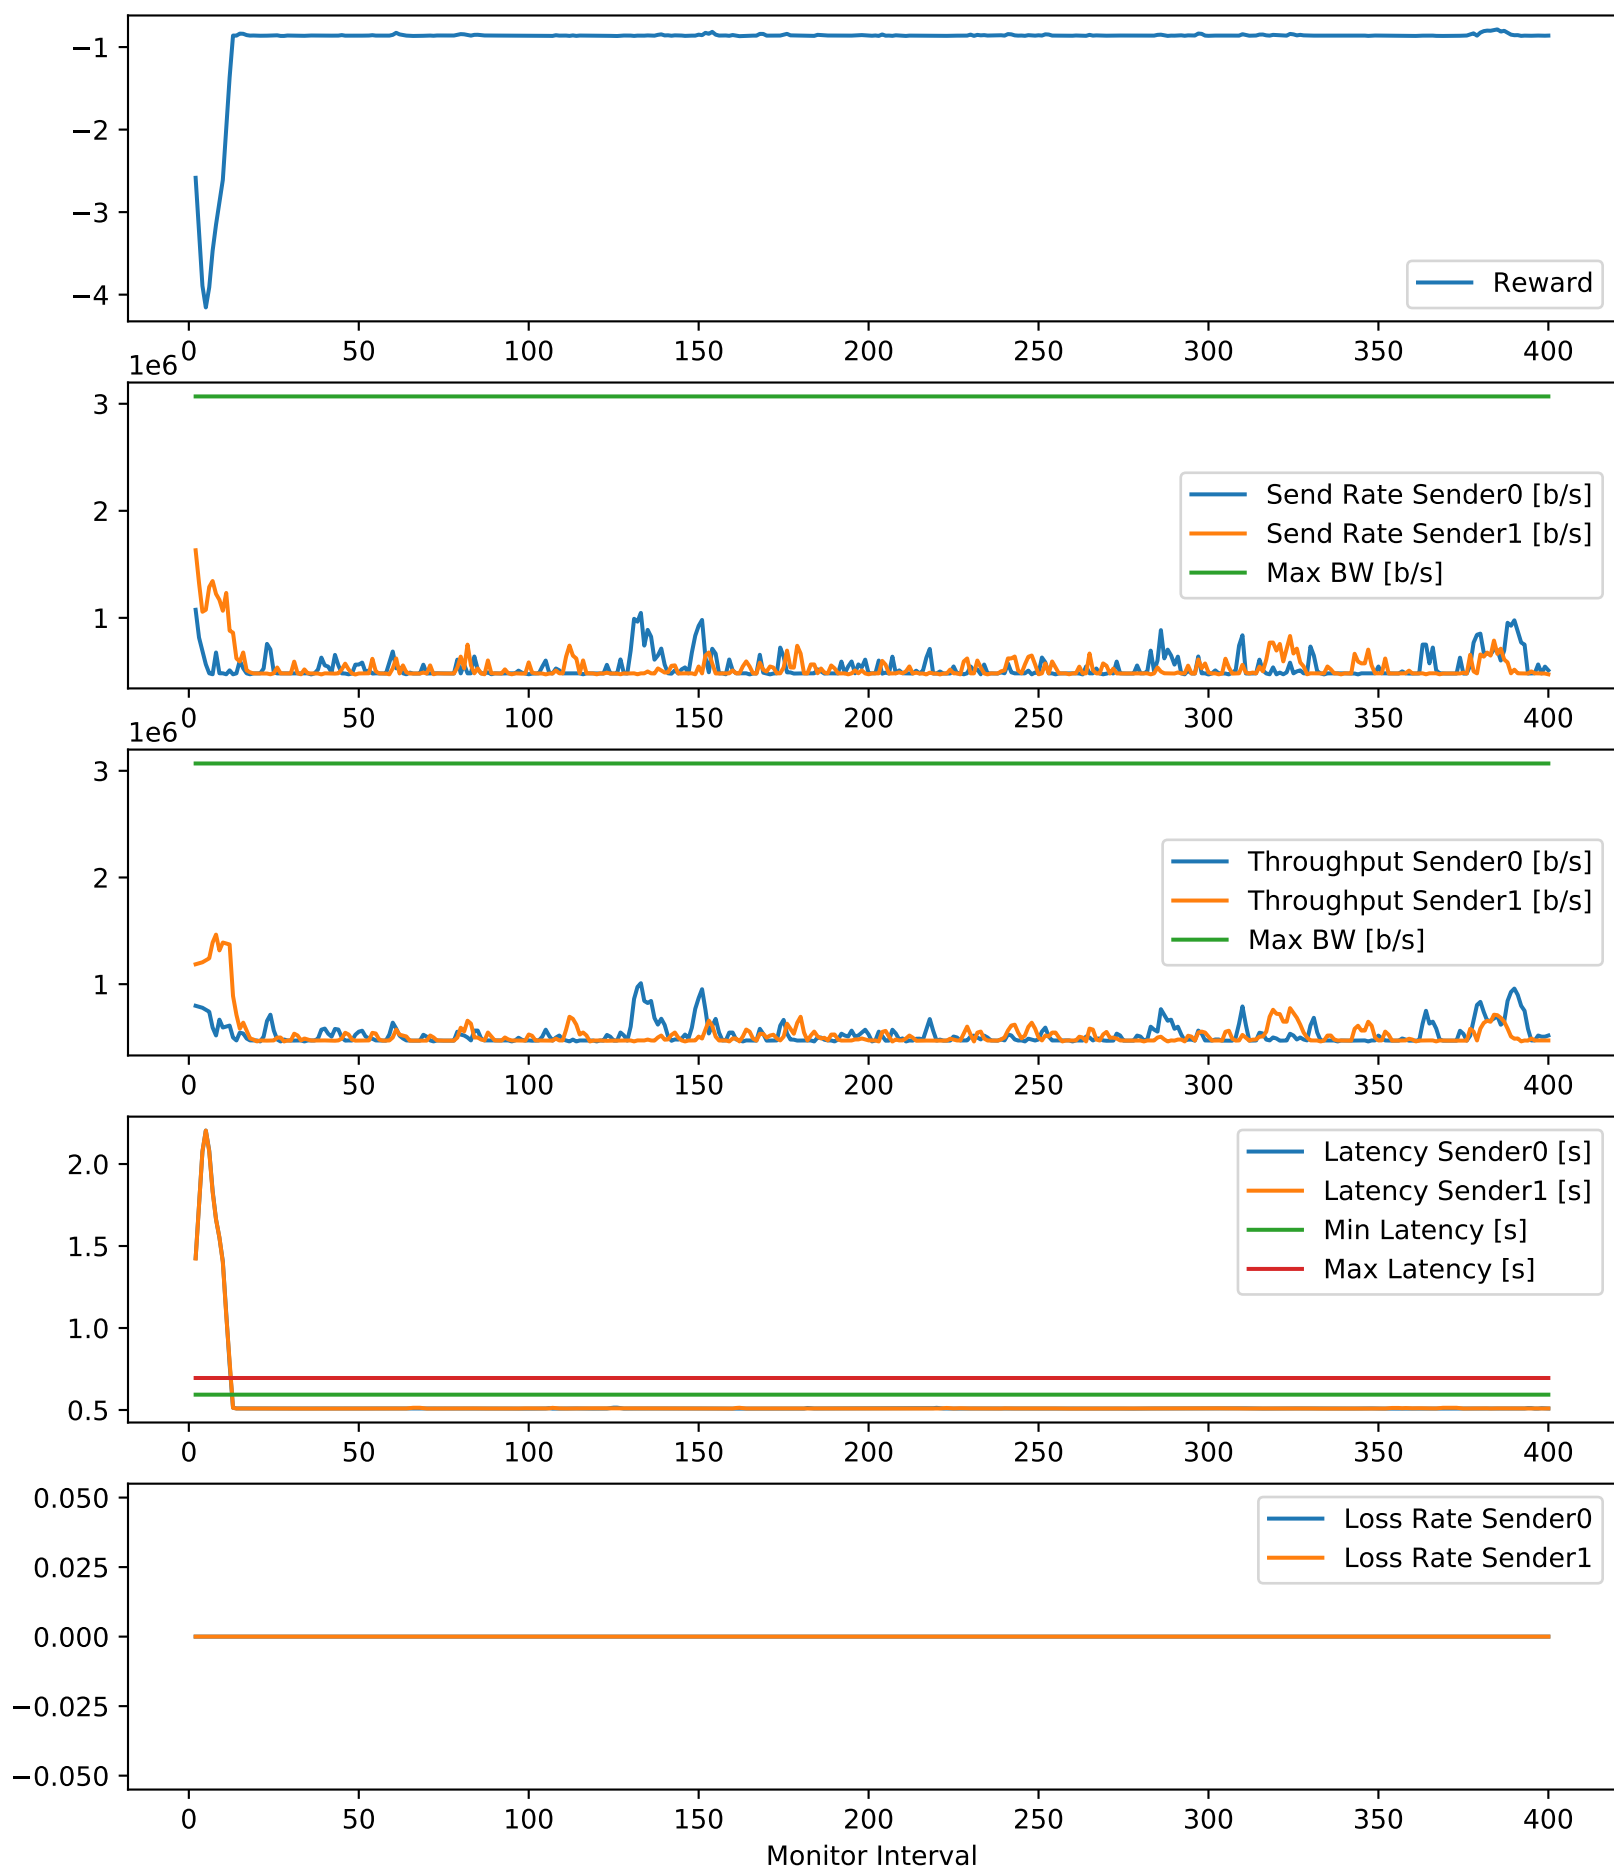 −1
−2
−3
−4
Reward
0 50 100 150 200 250 300 350 400
1e6
3
2
1
Send Rate Sender0 [b/s]
Send Rate Sender1 [b/s]
Max BW [b/s]
0 50 100 150 200 250 300 350 400
1e6
3
2
1
Throughput Sender0 [b/s]
Throughput Sender1 [b/s]
Max BW [b/s]
0 50 100 150 200 250 300 350 400
2.0
1.5
1.0
0.5
Latency Sender0 [s]
Latency Sender1 [s]
Min Latency [s]
Max Latency [s]
0 50 100 150 200 250 300 350 400
0.050
0.025
0.000
−0.025
−0.050
Loss Rate Sender0
Loss Rate Sender1
0 50 100 150 200 250 300 350 400
Monitor Interval